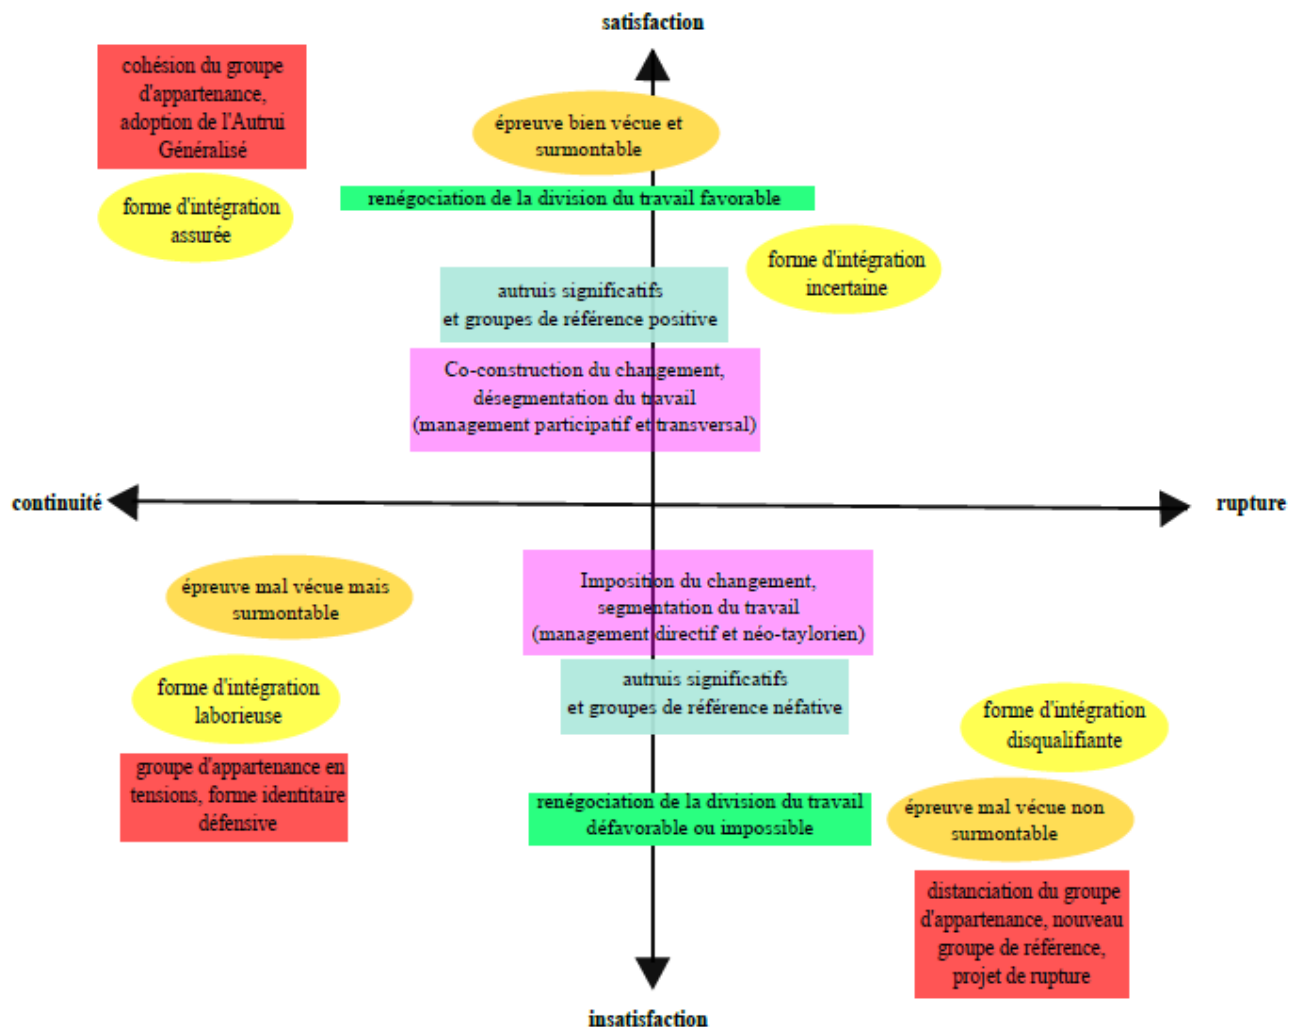 satisfaction
cohésion du groupe
d'appartenance,
adoption de l'Autrui
Généralisé
épreuve bien vécue et
surmontable
renégociation de la division du travail favorable
forme d'intégration
assurée
forme d'intégration
incertaine
autruis significatifs
et groupes de référence positive
Co-construction du changement,
désegmentation du travail
(management participatif et transversal)
continuité
rupture
épreuve mal vécue mais
surmontable
Imposition du changement,
segmentation du travail
(management directif et néo-taylorien)
forme d'intégration
laborieuse
autruis significatifs
et groupes de référence néfative
forme d'intégration
disqualifiante
groupe d'appartenance en
tensions, forme identitaire
défensive
renégociation de la division du travail
défavorable ou impossible
épreuve mal vécue non
surmontable
distanciation du groupe
d'appartenance, nouveau
groupe de référence,
projet de rupture
insatisfaction